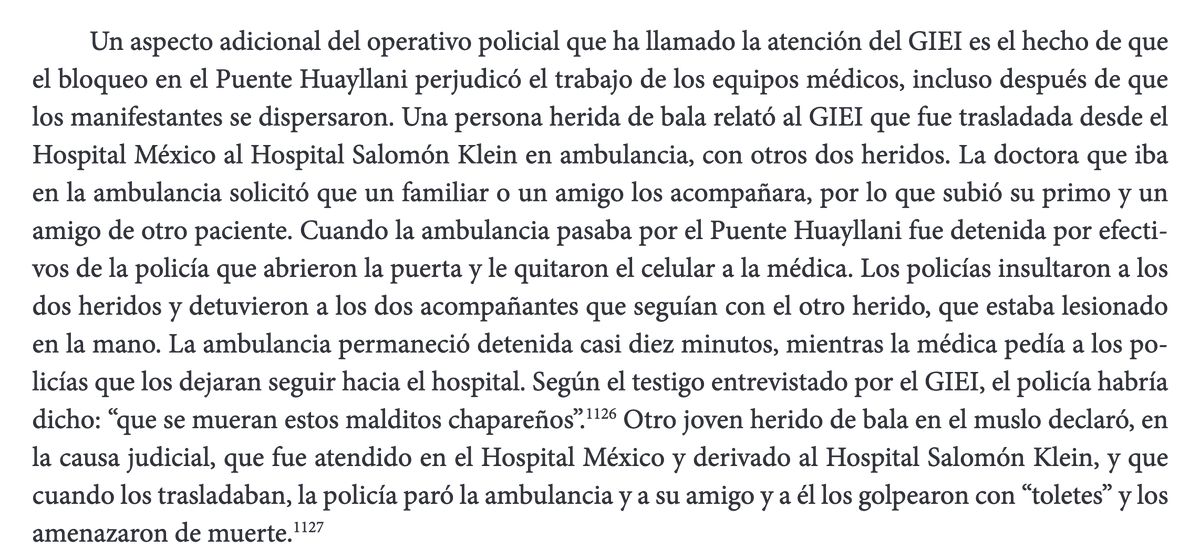 Un aspecto adicional del operativo policial que ha llamado la atención del GIEI es el hecho de que
el bloqueo en el Puente Huayllani perjudicó el trabajo de los equipos médicos, incluso después de que
los manifestantes se dispersaron. Una persona herida de bala relató al GIEI que fue trasladada desde el
Hospital México al Hospital Salomón Klein en ambulancia, con otros dos heridos. La doctora que iba
en la ambulancia solicitó que un familiar o un amigo los acompañara, por lo que subió su primo y un
amigo de otro paciente. Cuando la ambulancia pasaba por el Puente Huayllani fue detenida por efecti-
vos de la policía que abrieron la puerta y le quitaron el celular a la médica. Los policías insultaron a los
dos heridos y detuvieron a los dos acompañantes que seguían con el otro herido, que estaba lesionado
en la mano. La ambulancia permaneció detenida casi diez minutos, mientras la médica pedía a los po-
licías que los dejaran seguir hacia el hospital. Según el testigo entrevistado por el GIEI, el policía habría
dicho: “que se mueran estos malditos chapareños”.1126 Otro joven herido de bala en el muslo declaró, en
la causa judicial, que fue atendido en el Hospital México y derivado al Hospital Salomón Klein, y que
cuando los trasladaban, la policía paró la ambulancia y a su amigo y a él los golpearon con “toletes” y los
amenazaron de muerte.1127